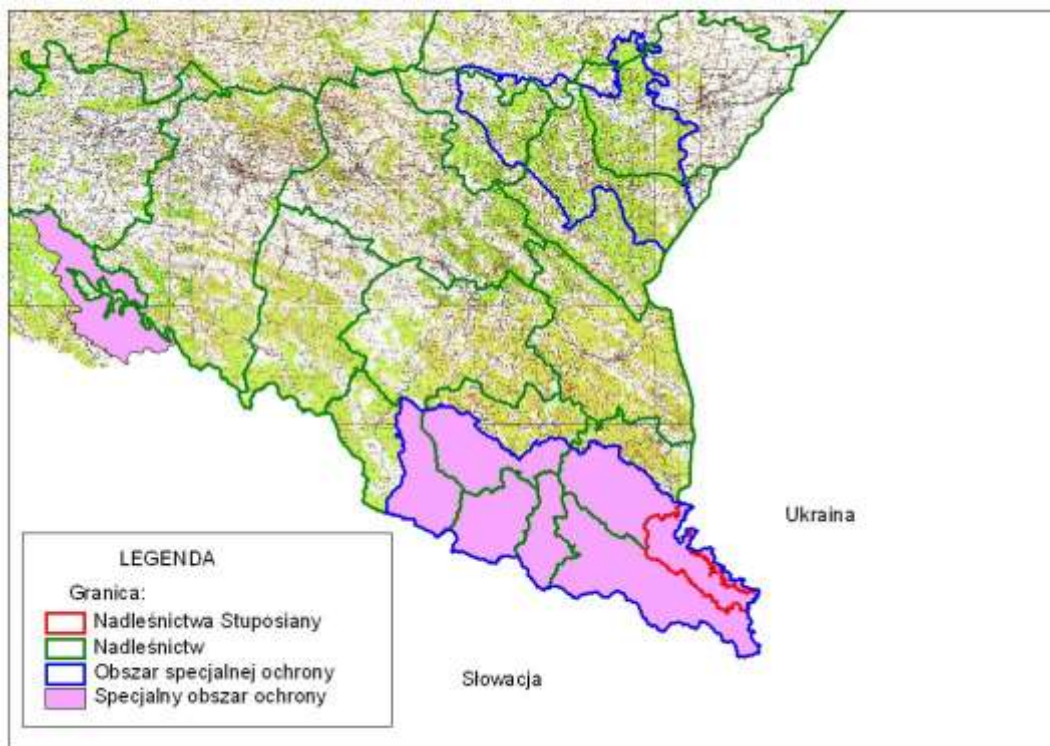 Ukraina
LEGENDA
Granica:
Nadleśnictwa Stuposiany
Nadleśnictw
Obszar specjalnej ochrony
Specjalny obszar ochrony
Słowacja